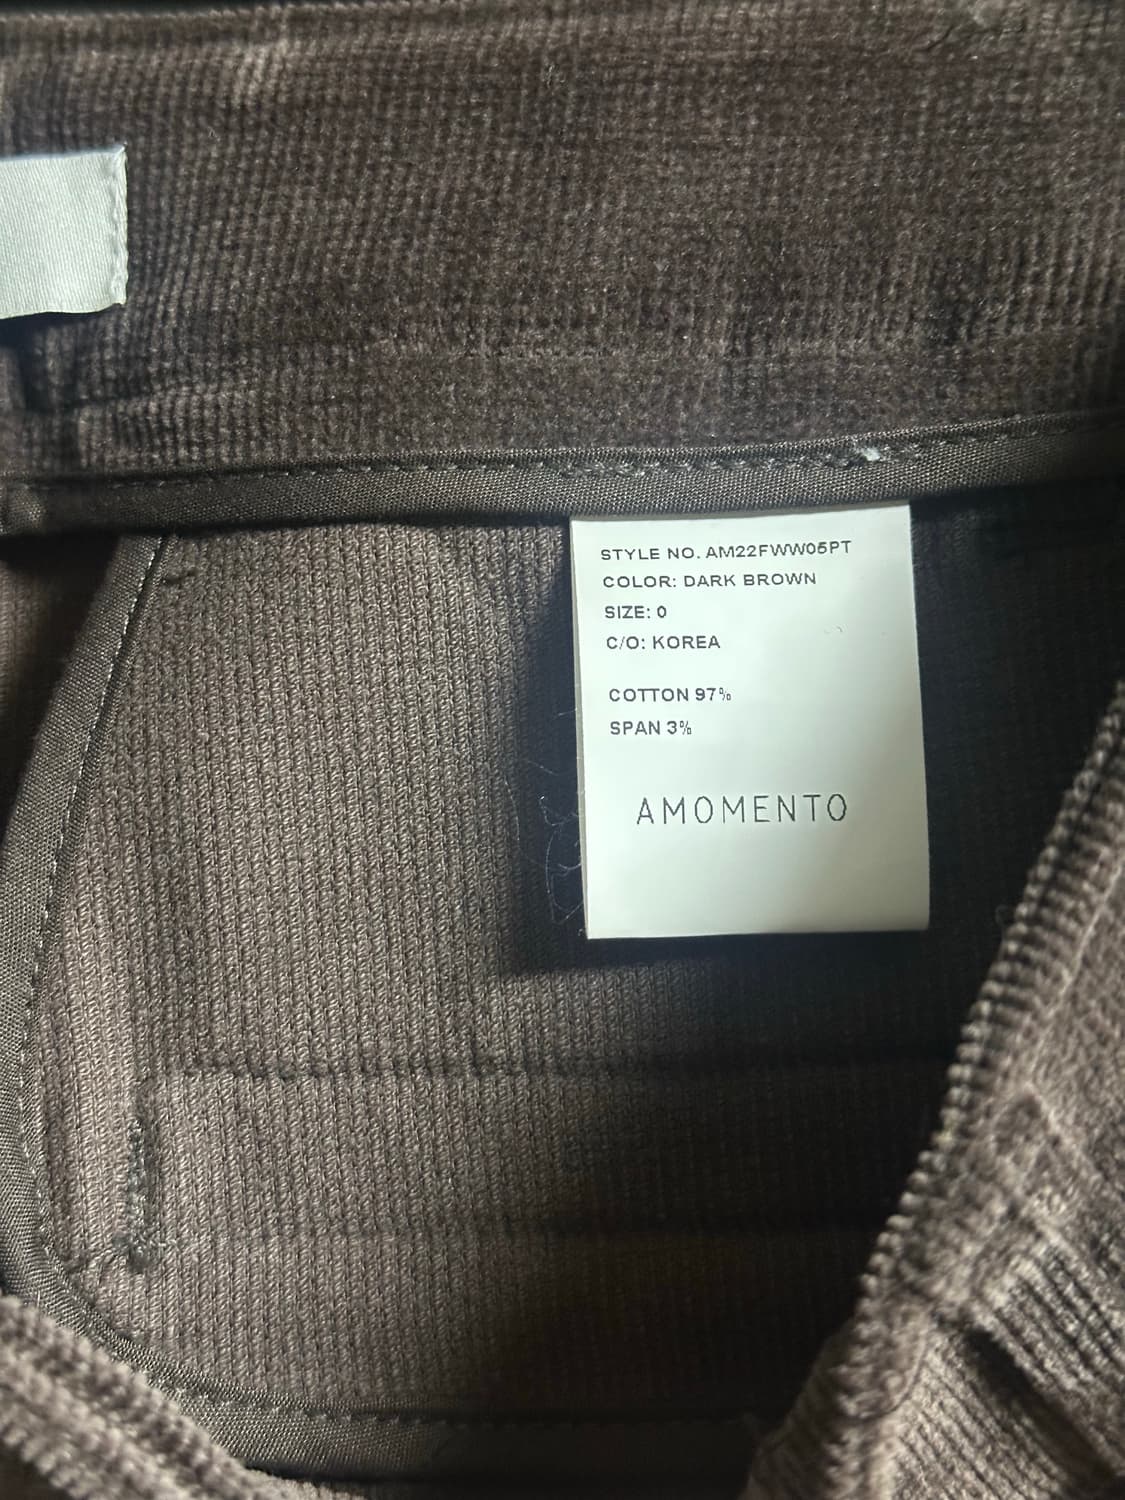 STYLE NO. AM22FWW05PT
COLOR: DARK BROWN
SIZE: 0
C/O: KOREA
COTTON 97%
SPAN 3%
AMOMENTO